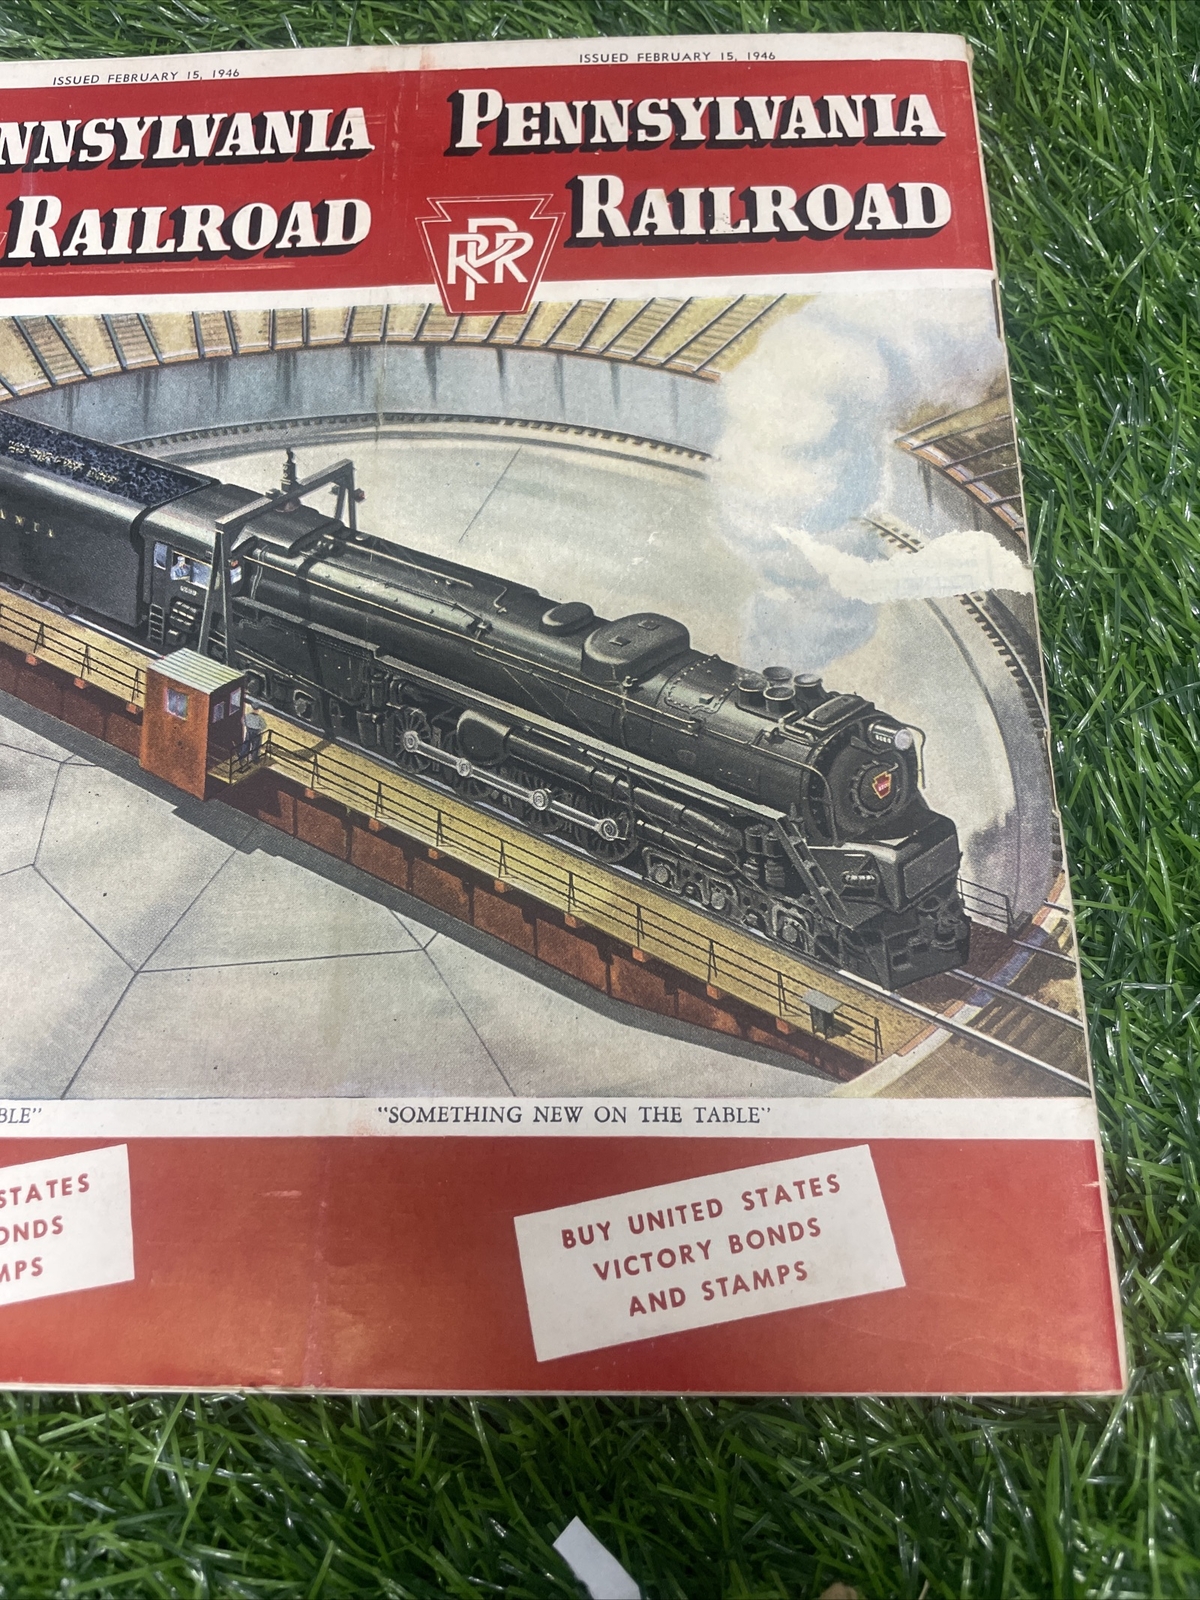 ISSUED FEBRUARY 15, 1946
NNSYLVANIA
RAILROAD
ISSUED FEBRUARY 15, 1946
PENNSYLVANIA
RAILROAD
PRR
ANIA
BLE"
"SOMETHING NEW ON THE TABLE"
STATES
ONDS
MPS
BUY UNITED STATES
VICTORY BONDS
AND STAMPS